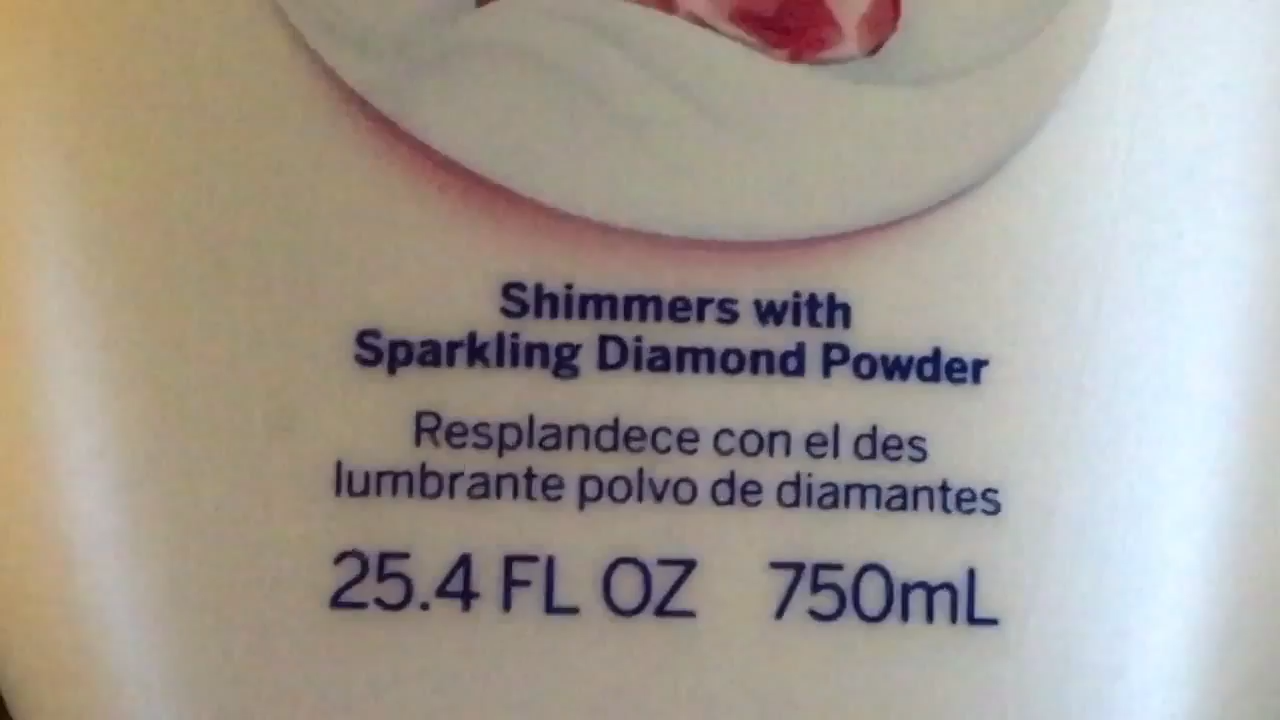 Shimmers with
Sparkling Diamond Powder
Resplandece con el des
lumbrante polvo de diamantes
25.4 FL OZ 750mL